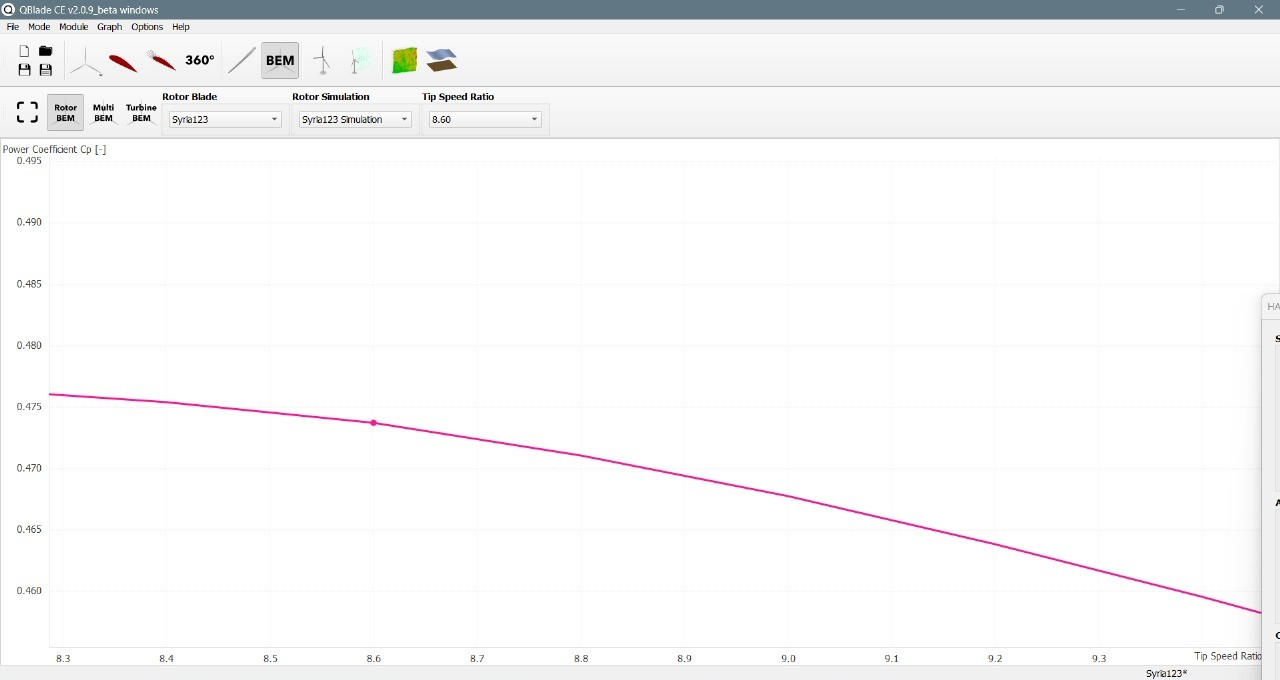 QBlade CE v2.0.9_beta windows
File Mode Module Graph Options Help
360° BEM
Rotor BEM Multi BEM Turbine BEM
Rotor Blade Rotor Simulation Tip Speed Ratio
Syria123 Syria123 Simulation 8.60
Power Coefficient Cp [-]
0.495
0.490
0.485
0.480
0.475
0.470
0.465
0.460
8.3 8.4 8.5 8.6 8.7 8.8 8.9 9.0 9.1 9.2 9.3
Tip Speed Ratio
Syria123*